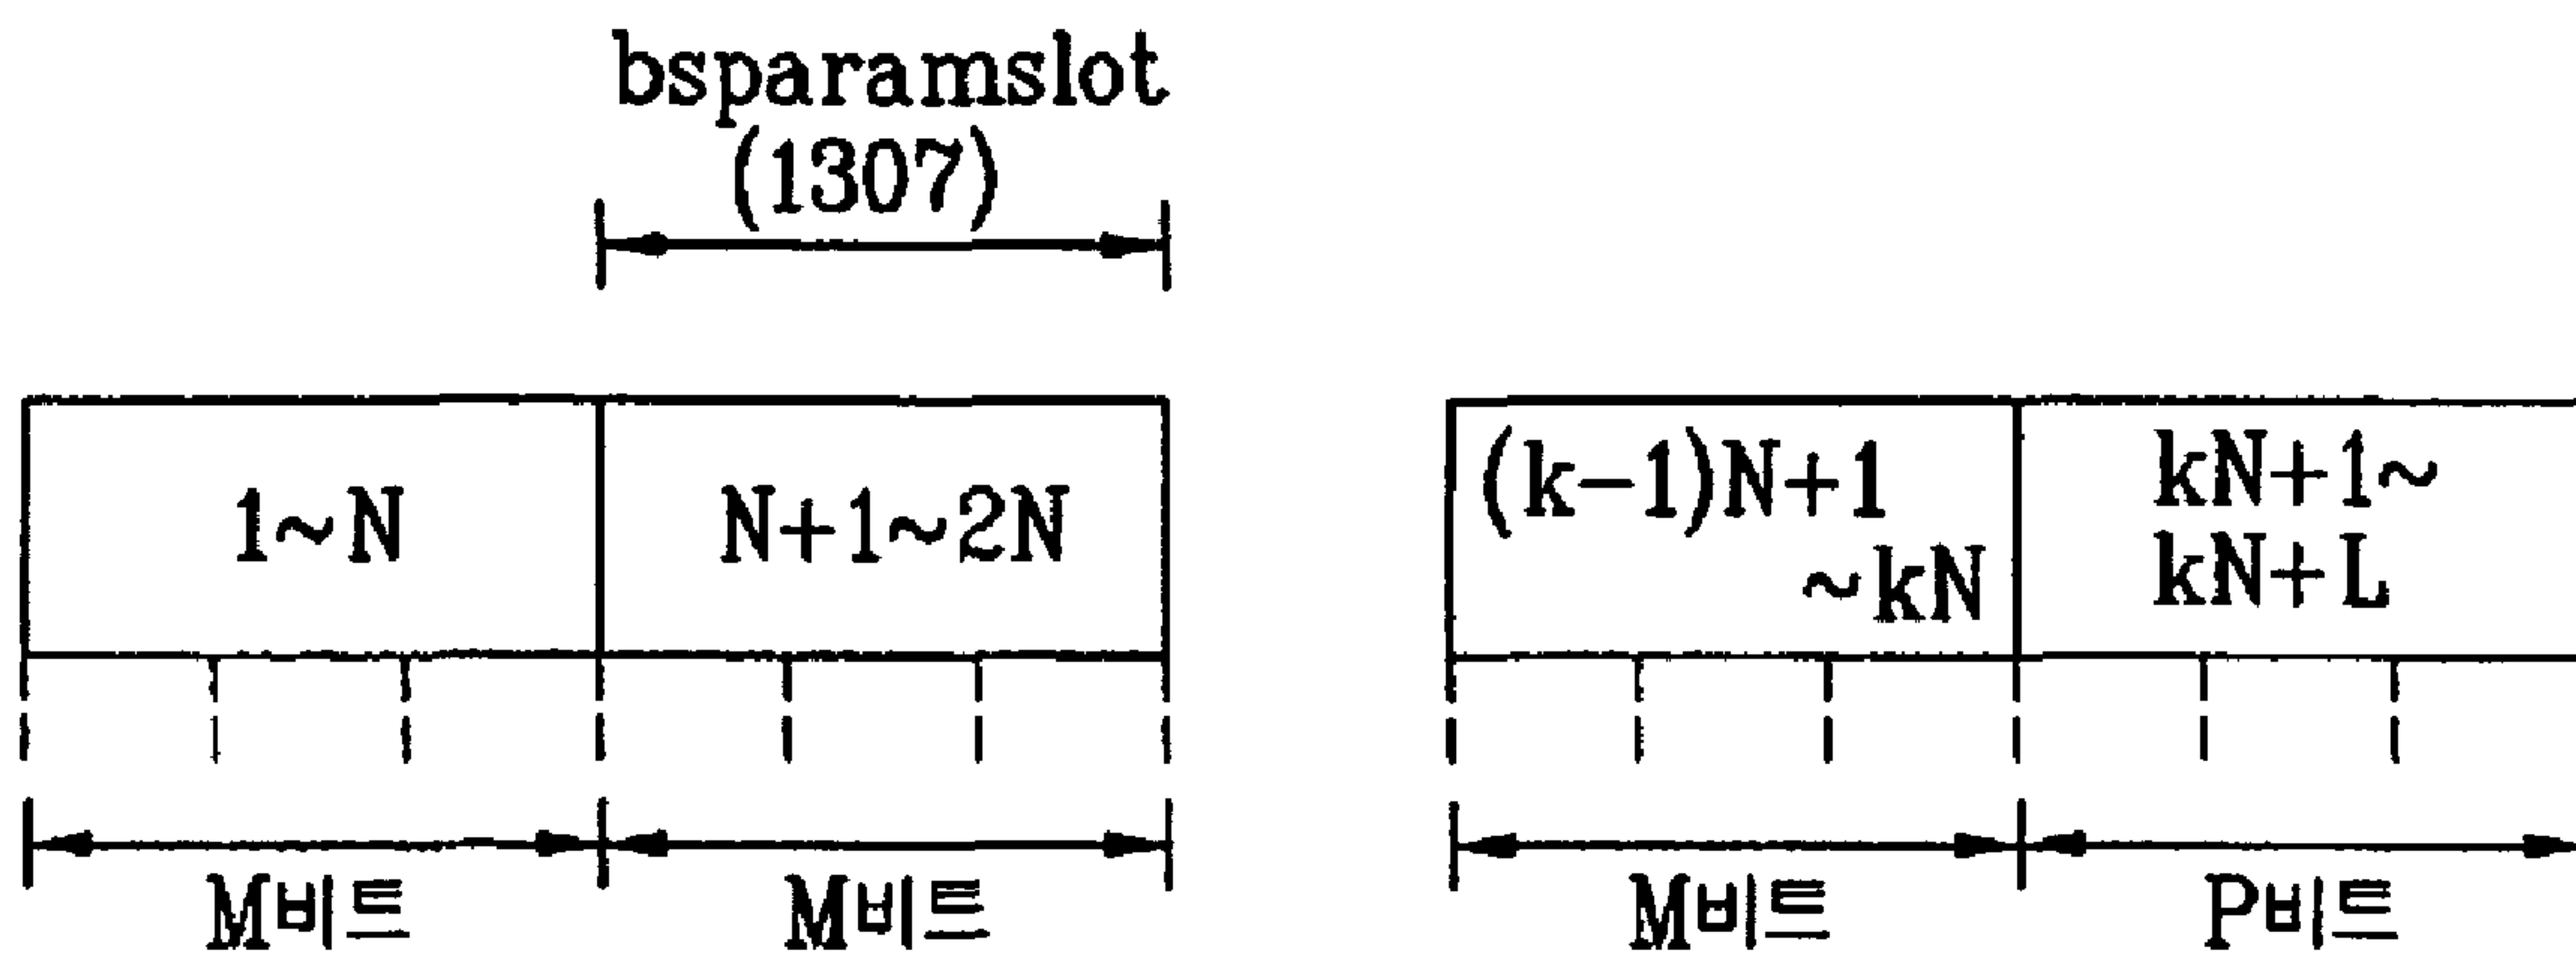 bsparamslot
(1307)
1~N
N+1~2N
(k-1)N+1
~kN
kN+1~
kN+L
M비트
M비트
M비트
P비트